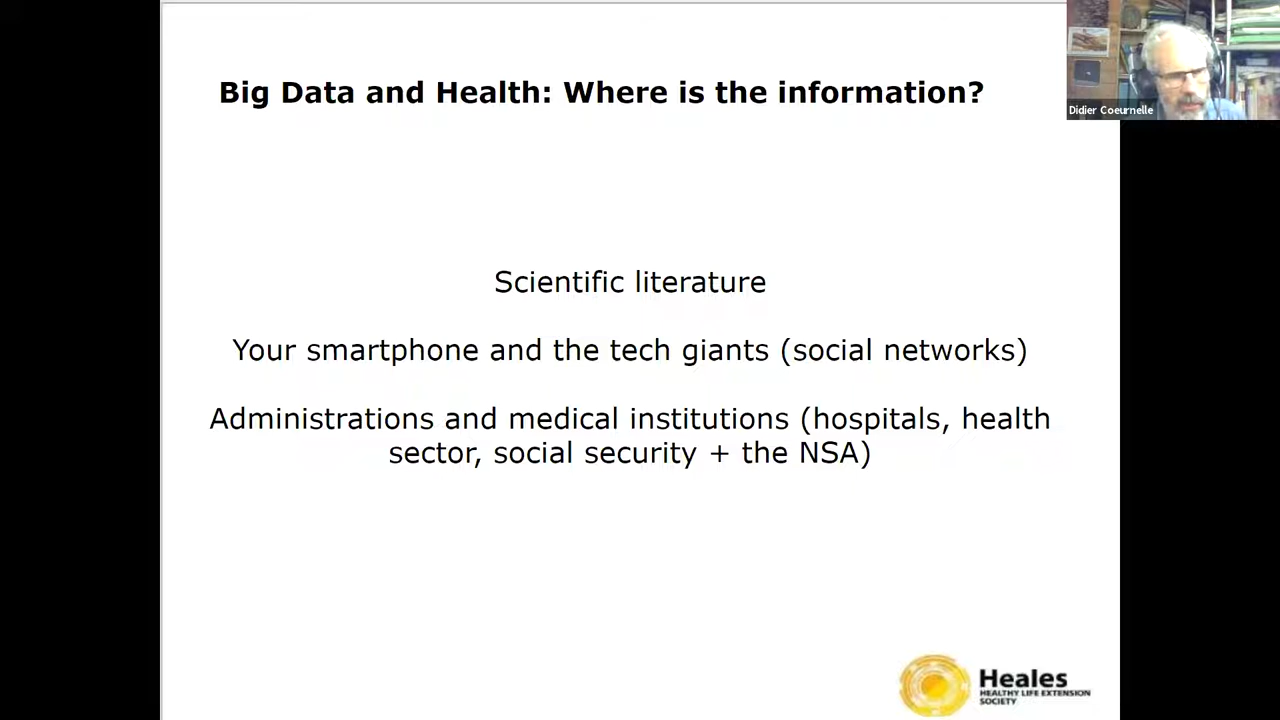 Big Data and Health: Where is the information?
Didier Coeurnelle
Scientific literature
Your smartphone and the tech giants (social networks)
Administrations and medical institutions (hospitals, health
sector, social security + the NSA)
Heales
HEALTHY LIFE EXTENSION
SOCIETY